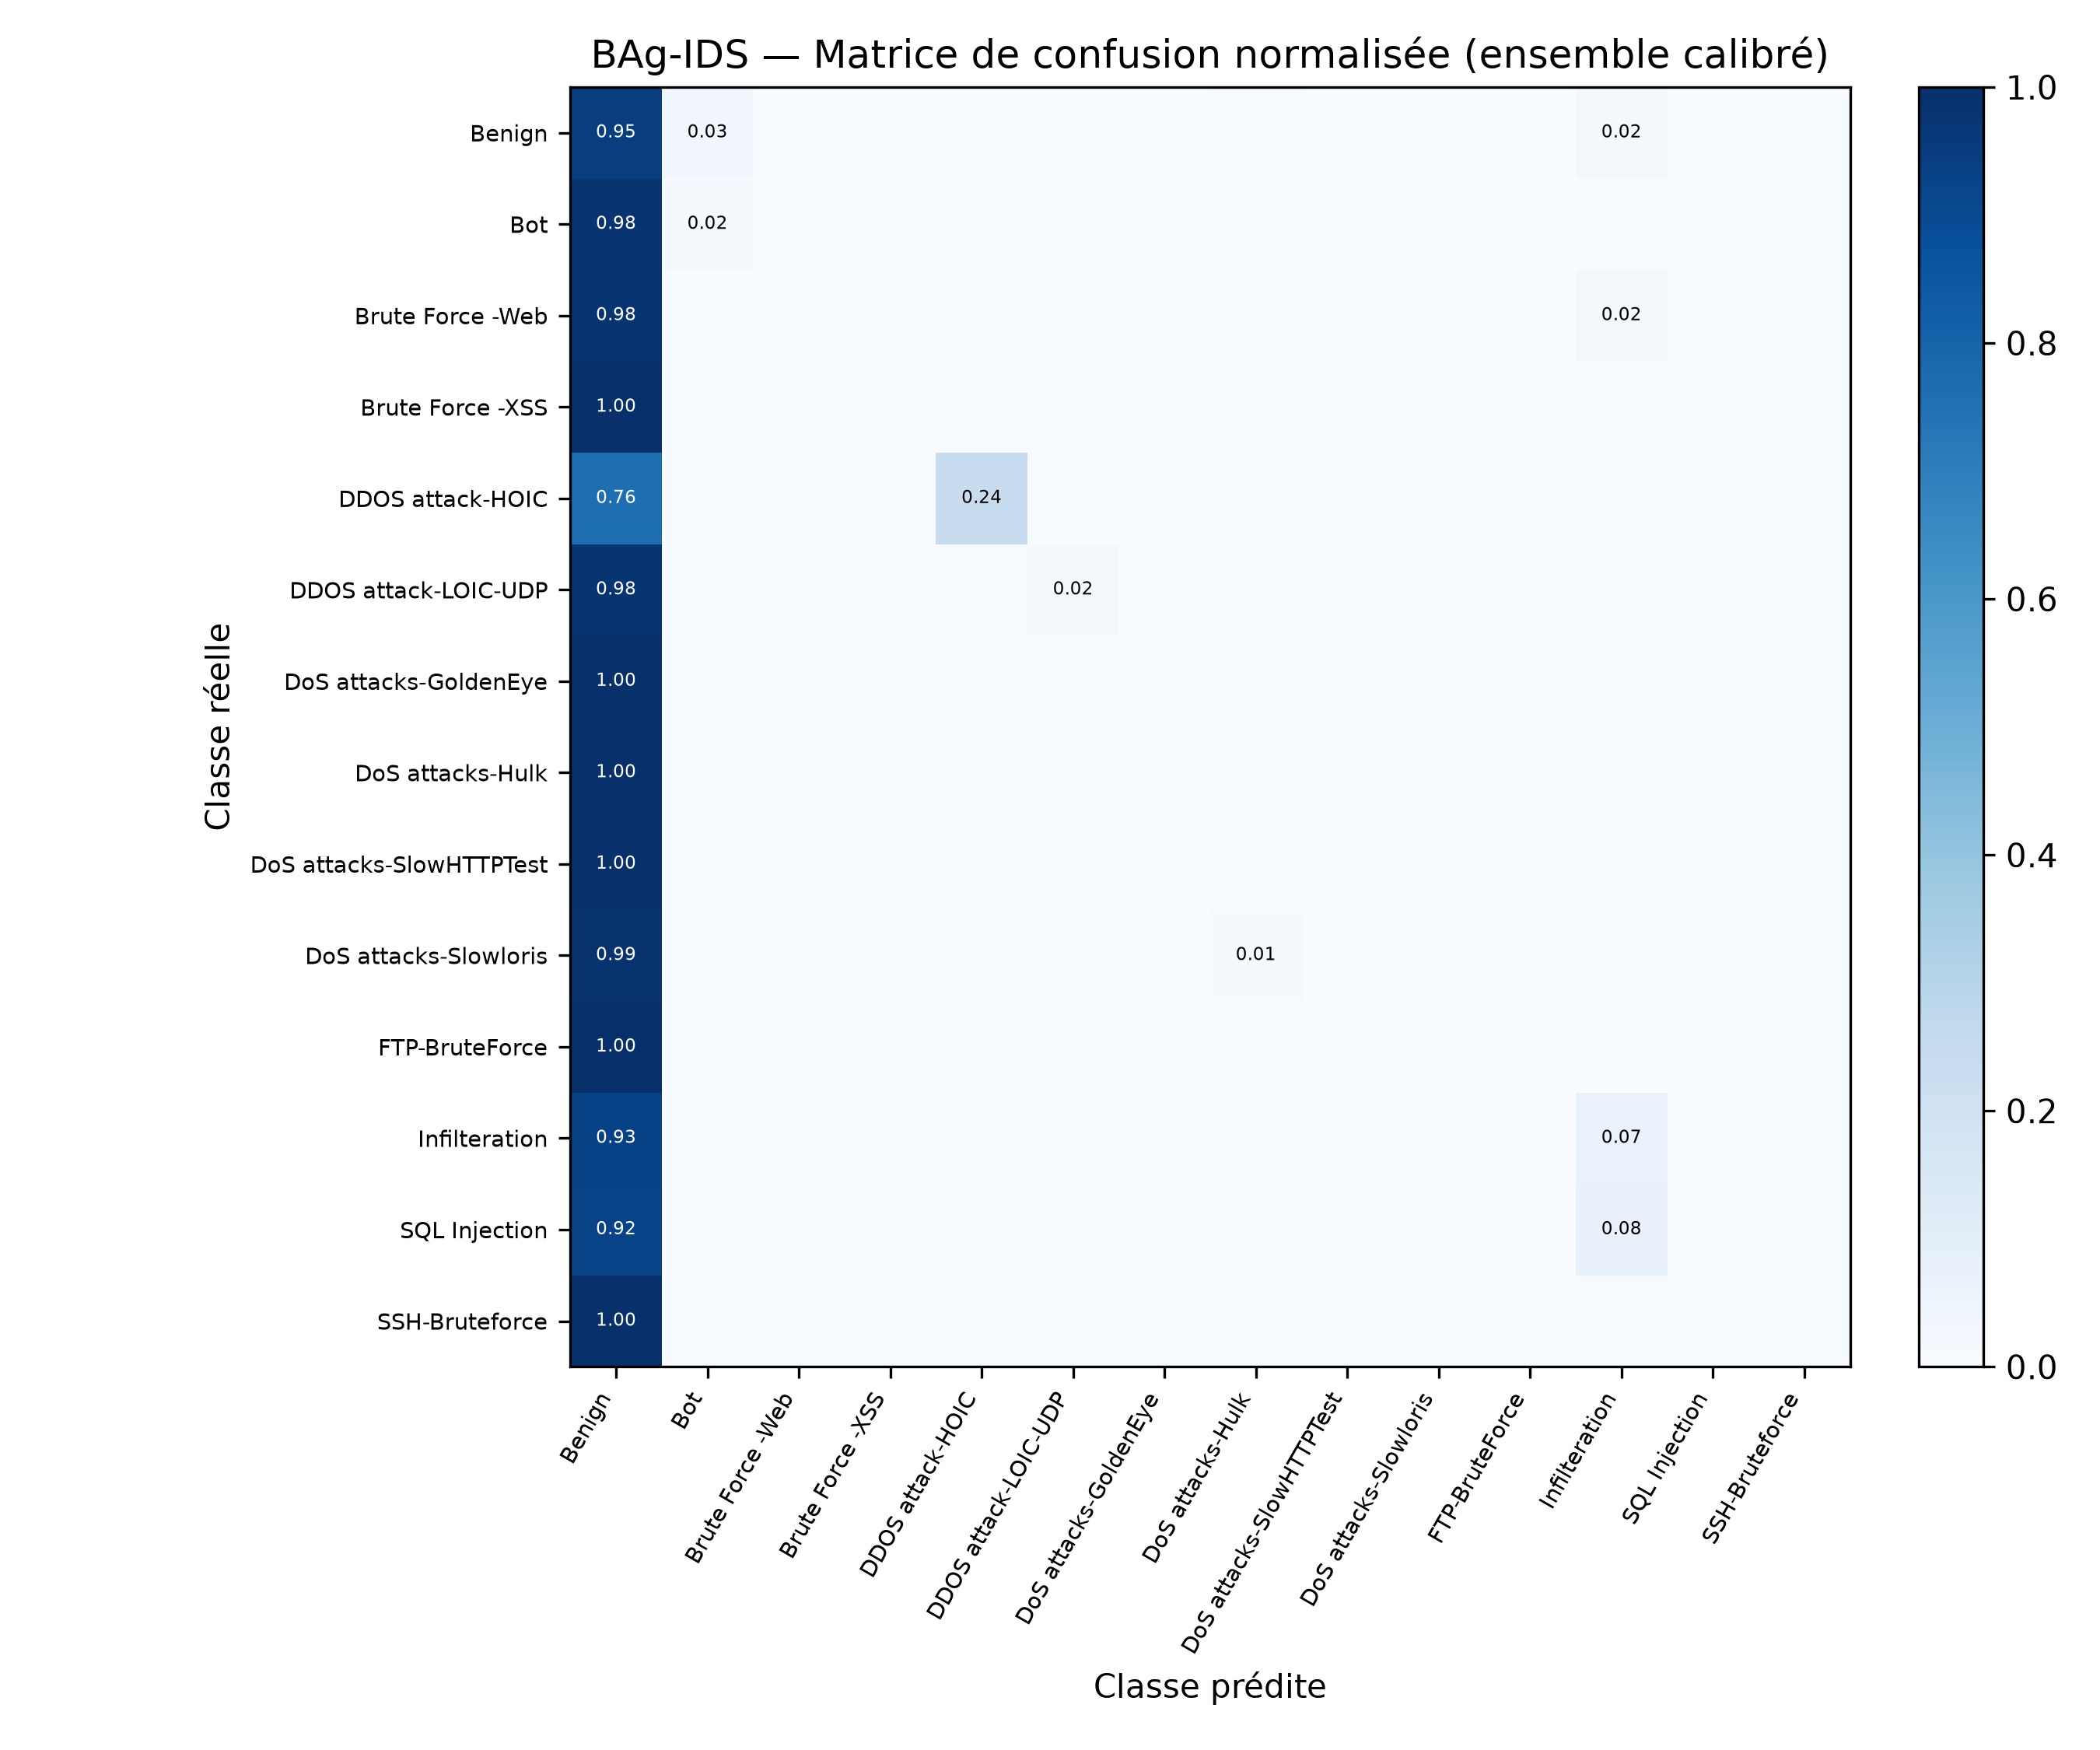 BAg-IDS — Matrice de confusion normalisée (ensemble calibré)
Classe réelle
Benign 0.95 0.03 0.02
Bot 0.98 0.02
Brute Force -Web 0.98 0.02
Brute Force -XSS 1.00
DDOS attack-HOIC 0.76 0.24
DDOS attack-LOIC-UDP 0.98 0.02
DoS attacks-GoldenEye 1.00
DoS attacks-Hulk 1.00
DoS attacks-SlowHTTPTest 1.00
DoS attacks-Slowloris 0.99 0.01
FTP-BruteForce 1.00
Infilteration 0.93 0.07
SQL Injection 0.92 0.08
SSH-Bruteforce 1.00
Benign
Bot
Brute Force -Web
Brute Force -XSS
DDOS attack-HOIC
DDOS attack-LOIC-UDP
DoS attacks-GoldenEye
DoS attacks-Hulk
DoS attacks-SlowHTTPTest
DoS attacks-Slowloris
FTP-BruteForce
Infilteration
SQL Injection
SSH-Bruteforce
Classe prédite
1.0
0.8
0.6
0.4
0.2
0.0